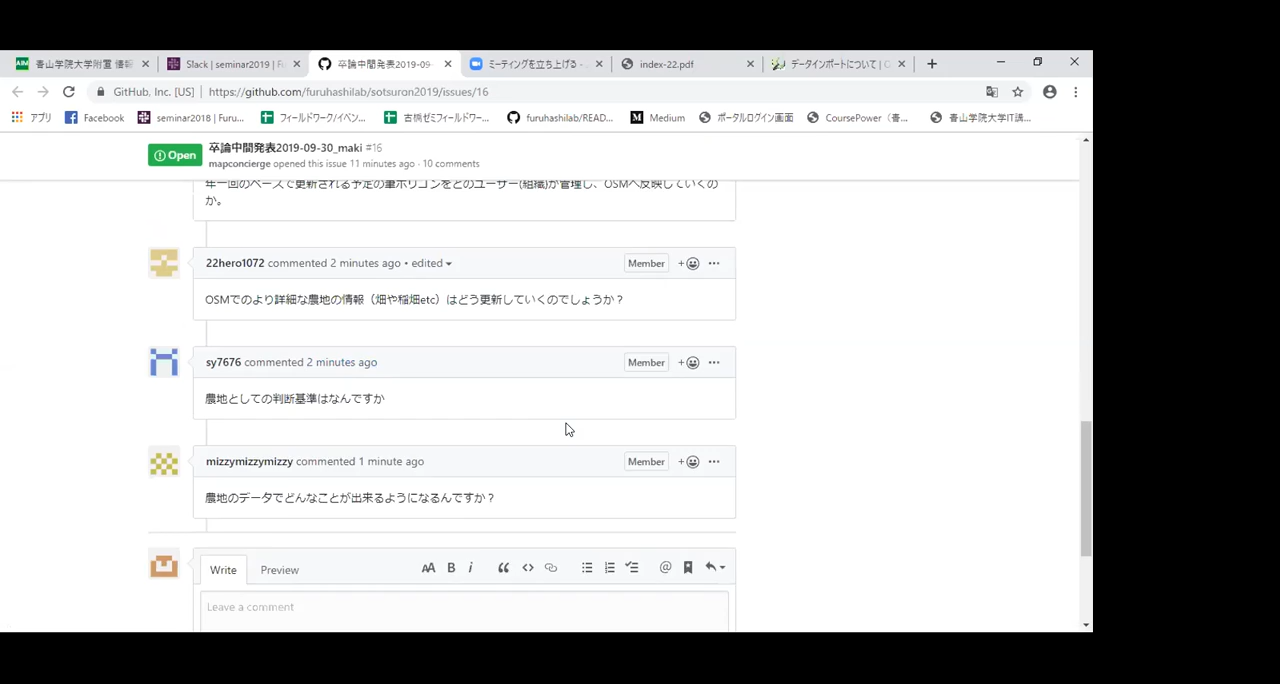 青山学院大学附置 情報
Slack | seminar2019 | Fu
卒論中間発表2019-09-
ミーティングを立ち上げる -
index-22.pdf
データインポートについて | O
GitHub, Inc. [US] | https://github.com/furuhashilab/sotsuron2019/issues/16
アプリ Facebook seminar2018 | Furu... フィールドワーク/イベン... 古橋ゼミフィールドワー... furuhashilab/READ... Medium ポータルログイン画面 CoursePower（青... 青山学院大学IT講...
Open
卒論中間発表2019-09-30_maki #16
mapconcierge opened this issue 11 minutes ago · 10 comments
年一回のペースで更新される予定の筆ポリゴンをどのユーザー(組織)が管理し、OSMへ反映していくの
か。
22hero1072 commented 2 minutes ago • edited Member
OSMでのより詳細な農地の情報（畑や稲畑etc）はどう更新していくのでしょうか？
sy7676 commented 2 minutes ago Member
農地としての判断基準はなんですか
mizzymizzymizzy commented 1 minute ago Member
農地のデータでどんなことが出来るようになるんですか？
Write Preview
Leave a comment